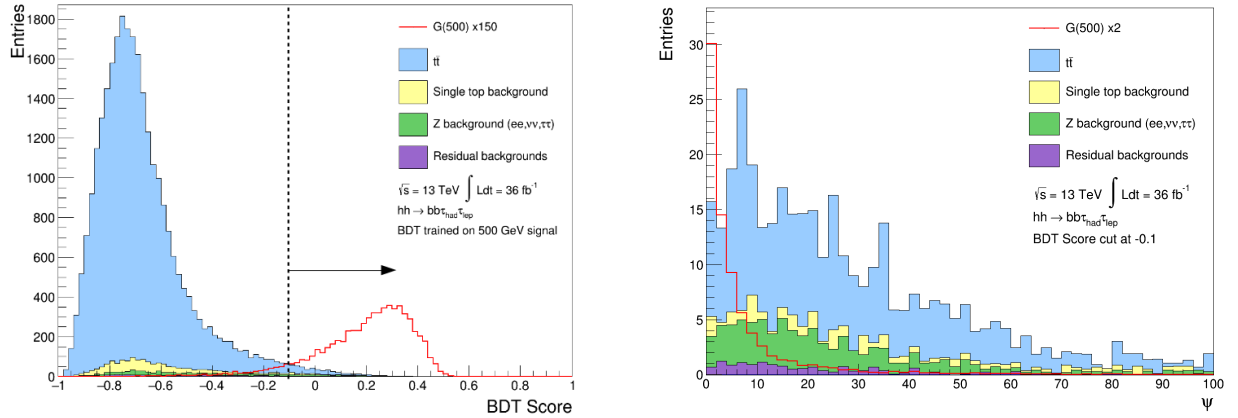 Entries
1800
1600
1400
1200
1000
800
600
400
200
0
-1 -0.8 -0.6 -0.4 -0.2 0 0.2 0.4 0.6 0.8 1
BDT Score
G(500) x150
tt̄
Single top background
Z background (ee,νν,ττ)
Residual backgrounds
√s = 13 TeV ∫ Ldt = 36 fb⁻¹
hh → bbτ_had τ_lep
BDT trained on 500 GeV signal
Entries
30
25
20
15
10
5
0
0 10 20 30 40 50 60 70 80 90 100
ψ
G(500) x2
tt̄
Single top background
Z background (ee,νν,ττ)
Residual backgrounds
√s = 13 TeV ∫ Ldt = 36 fb⁻¹
hh → bbτ_had τ_lep
BDT Score cut at -0.1